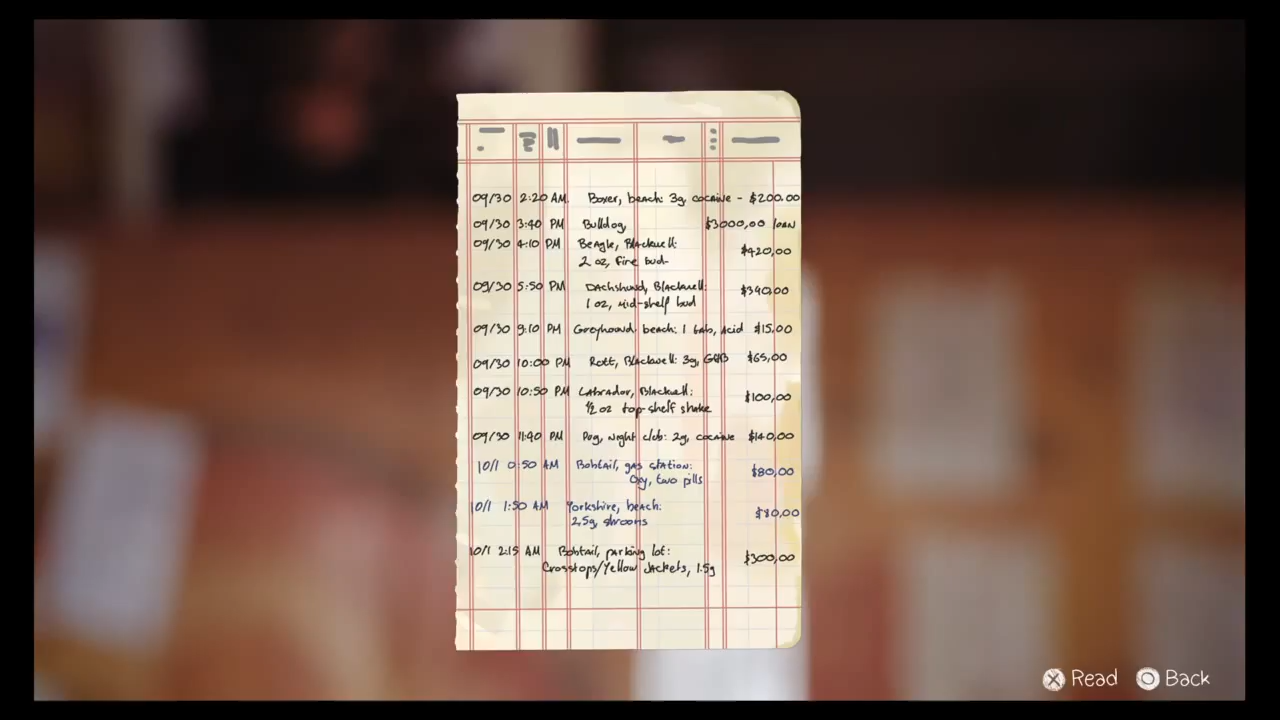 09/30 2:20 AM. Boxer, beach: 3g, cocaine - $200.00
09/30 3:40 PM Bulldog, $3000,00 loan
09/30 4:10 PM Beagle, Blackwell:
2 oz, fire bud- $420,00
09/30 5:50 PM Dachshund, Blackwell: $340,00
1 oz, mid-shelf bud
09/30 9:10 PM Greyhound, beach: 1 tab, acid $15,00
09/30 10:00 PM Rott, Blackwell: 3g, GHB $65,00
09/30 10:50 PM Labrador, Blackwell: $100,00
½ oz top-shelf shake
09/30 11:40 PM Pug, night club: 2g, cocaine $140,00
10/1 0:50 AM Bobtail, gas station: $80,00
Oxy, two pills
10/1 1:50 AM Yorkshire, beach: $80,00
2,5g, shrooms
10/1 2:15 AM Bobtail, parking lot: $300,00
Crosstops/Yellow Jackets, 1.5g
Read
Back